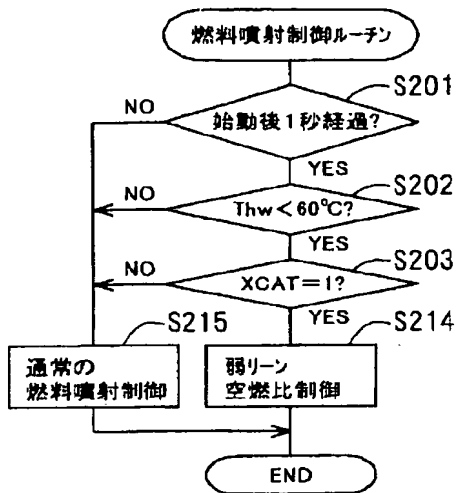 燃料噴射制御ルーチン
S201
NO
始動後1秒経過?
YES
S202
NO
Thw<60℃?
YES
S203
NO
XCAT=1?
YES
S215
S214
通常の
燃料噴射制御
弱リーン
空燃比制御
END